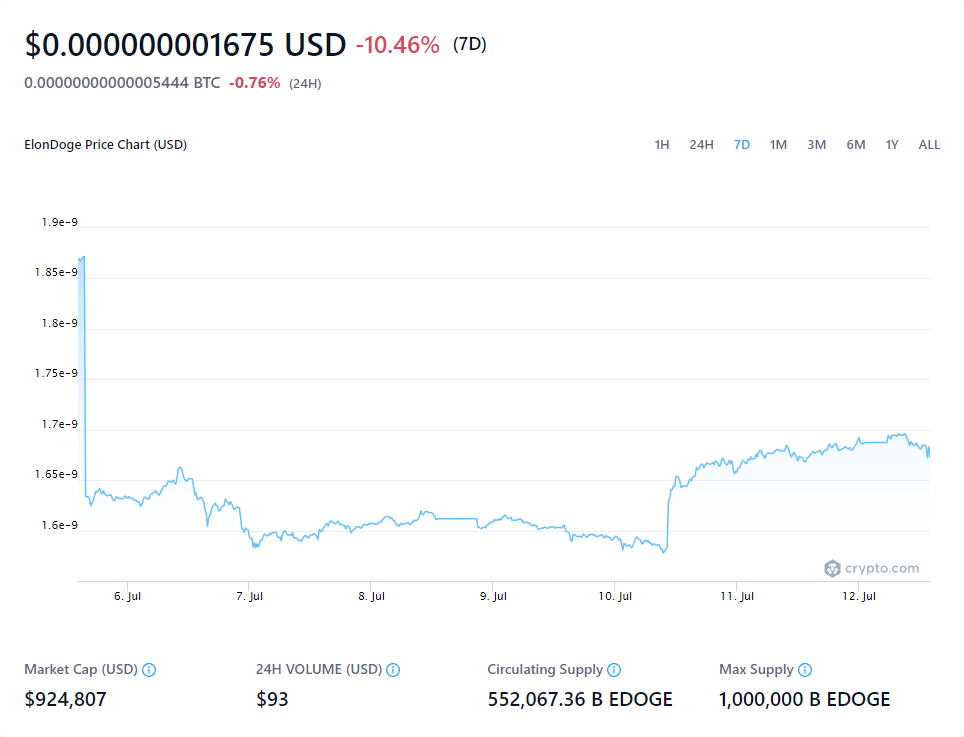 $0.000000001675 USD -10.46% (7D)
0.00000000000005444 BTC -0.76% (24H)
ElonDoge Price Chart (USD) 1H 24H 7D 1M 3M 6M 1Y ALL
1.9e-9
1.85e-9
1.8e-9
1.75e-9
1.7e-9
1.65e-9
1.6e-9
crypto.com
6. Jul 7. Jul 8. Jul 9. Jul 10. Jul 11. Jul 12. Jul
Market Cap (USD) 24H VOLUME (USD) Circulating Supply Max Supply
$924,807 $93 552,067.36 B EDOGE 1,000,000 B EDOGE